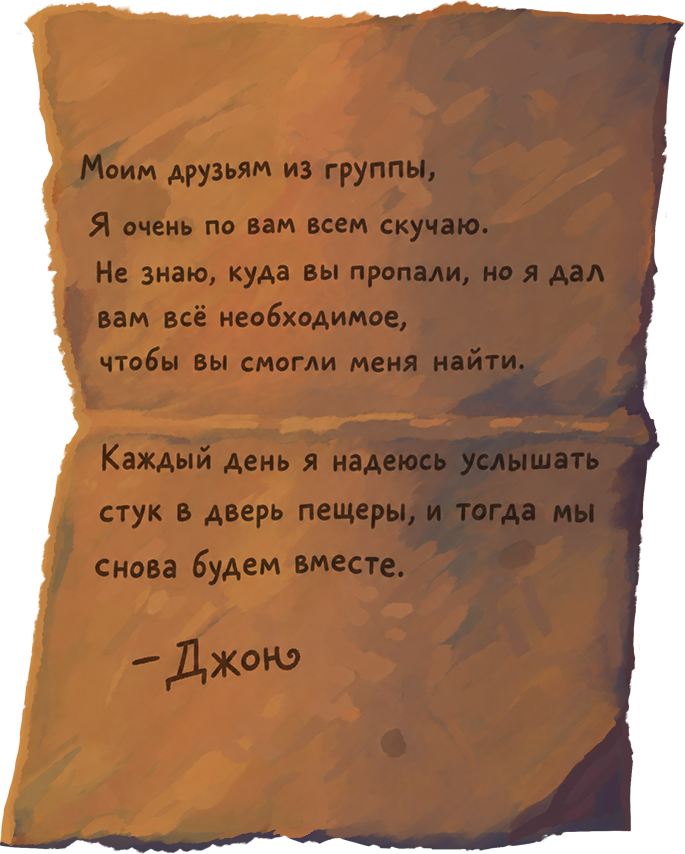 Моим друзьям из группы,
Я очень по вам всем скучаю.
Не знаю, куда вы пропали, но я дал
вам всё необходимое,
чтобы вы смогли меня найти.
Каждый день я надеюсь услышать
стук в дверь пещеры, и тогда мы
снова будем вместе.
– Джон